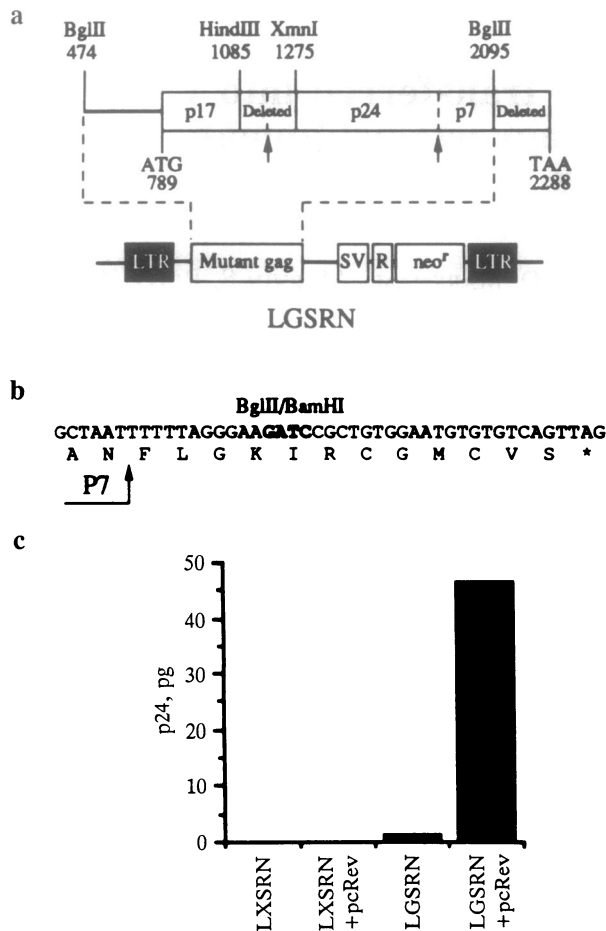 a
BglII HindIII XmnI BglII
474 1085 1275 2095
p17 Deleted p24 p7 Deleted
ATG TAA
789 2288
LTR Mutant gag SV R neoʳ LTR
LGSRN
b
BglII/BamHI
GCTAATTTTTTAGGGAAGATCCGCTGTGGAATGTGTGTCAGTTAG
A N F L G K I R C G M C V S *
P7
c
50
40
30
20
10
0
p24, pg
LXSRN
LXSRN
+pcRev
LGSRN
LGSRN
+pcRev